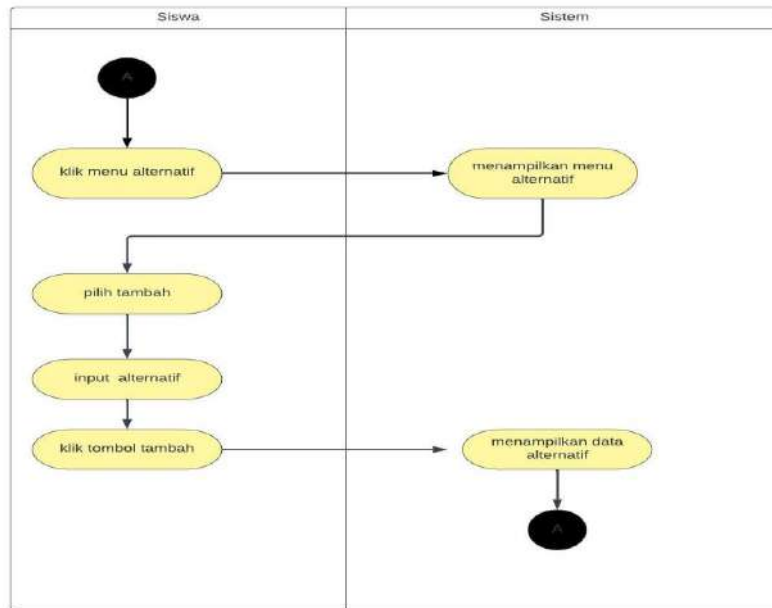 Siswa
Sistem
A
klik menu alternatif
menampilkan menu
alternatif
pilih tambah
input alternatif
klik tombol tambah
menampilkan data
alternatif
A